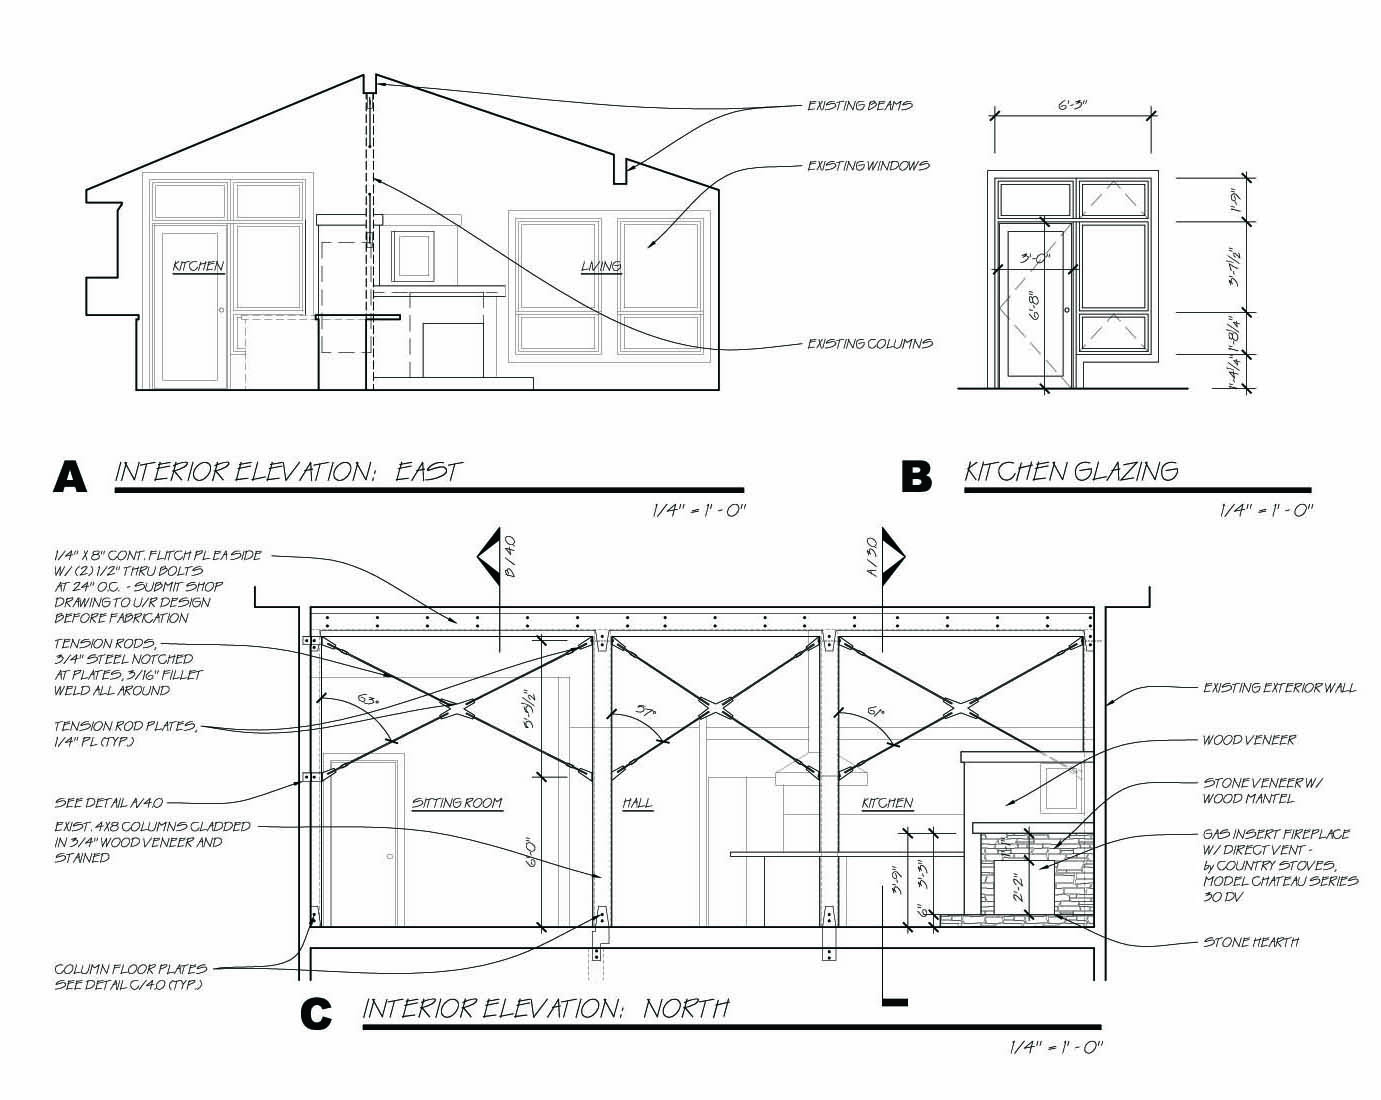 EXISTING BEAMS
EXISTING WINDOWS
EXISTING COLUMNS
KITCHEN
LIVING
6'-3"
3'-0"
6'-8"
1'-9"
3'-7 1/2"
1'-8 1/4"
1'-4 1/4"
A INTERIOR ELEVATION: EAST
1/4" = 1' - 0"
B KITCHEN GLAZING
1/4" = 1' - 0"
1/4" X 8" CONT. FLITCH PL EA SIDE
W/ (2) 1/2" THRU BOLTS
AT 24" O.C. - SUBMIT SHOP
DRAWING TO U/R DESIGN
BEFORE FABRICATION
TENSION RODS,
3/4" STEEL NOTCHED
AT PLATES, 3/16" FILLET
WELD ALL AROUND
TENSION ROD PLATES,
1/4" PL (TYP.)
SEE DETAIL A/4.0
EXIST. 4X8 COLUMNS CLADDED
IN 3/4" WOOD VENEER AND
STAINED
COLUMN FLOOR PLATES
SEE DETAIL C/4.0 (TYP.)
B / 4.0
A / 3.0
63°
57°
61°
5'-5 1/2"
6'-0"
SITTING ROOM
HALL
KITCHEN
3'-9"
3'-3"
6"
1'-1"
2'-2"
EXISTING EXTERIOR WALL
WOOD VENEER
STONE VENEER W/
WOOD MANTEL
GAS INSERT FIREPLACE
W/ DIRECT VENT -
by COUNTRY STOVES,
MODEL CHATEAU SERIES
30 DV
STONE HEARTH
C INTERIOR ELEVATION: NORTH
1/4" = 1' - 0"